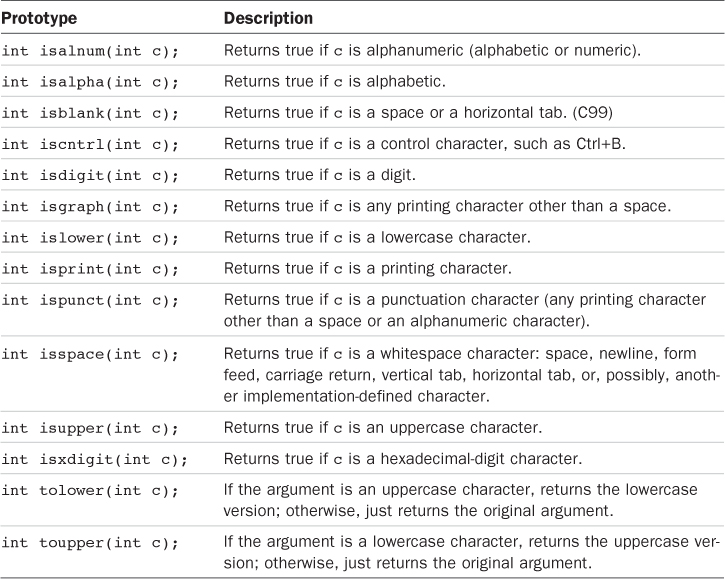 Prototype Description
int isalnum(int c); Returns true if c is alphanumeric (alphabetic or numeric).
int isalpha(int c); Returns true if c is alphabetic.
int isblank(int c); Returns true if c is a space or a horizontal tab. (C99)
int iscntrl(int c); Returns true if c is a control character, such as Ctrl+B.
int isdigit(int c); Returns true if c is a digit.
int isgraph(int c); Returns true if c is any printing character other than a space.
int islower(int c); Returns true if c is a lowercase character.
int isprint(int c); Returns true if c is a printing character.
int ispunct(int c); Returns true if c is a punctuation character (any printing character
other than a space or an alphanumeric character).
int isspace(int c); Returns true if c is a whitespace character: space, newline, form
feed, carriage return, vertical tab, horizontal tab, or, possibly, anoth-
er implementation-defined character.
int isupper(int c); Returns true if c is an uppercase character.
int isxdigit(int c); Returns true if c is a hexadecimal-digit character.
int tolower(int c); If the argument is an uppercase character, returns the lowercase
version; otherwise, just returns the original argument.
int toupper(int c); If the argument is a lowercase character, returns the uppercase ver-
sion; otherwise, just returns the original argument.